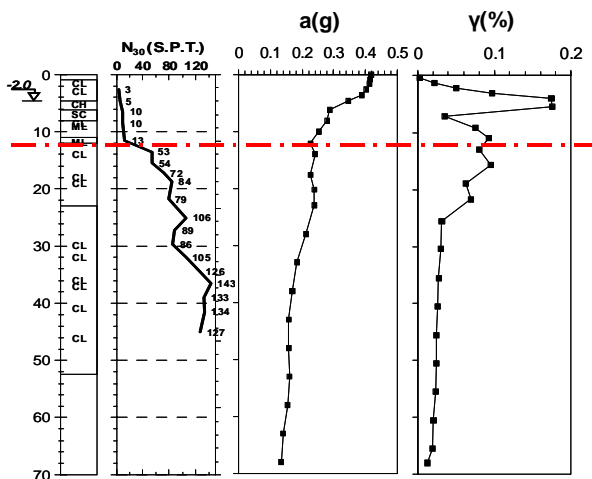 a(g)
γ(%)
N30(S.P.T.)
0 40 80 120
0 0.1 0.2 0.3 0.4 0.5
0 0.1 0.2
0
10
20
30
40
50
60
70
-2.0
CL
CL
CH
SC
CL
ML
ML
CL
CL
CL
CL
CL
CL
CL
CL
CL
3
5
10
10
13
53
54
72
84
79
106
89
86
105
126
143
133
134
127